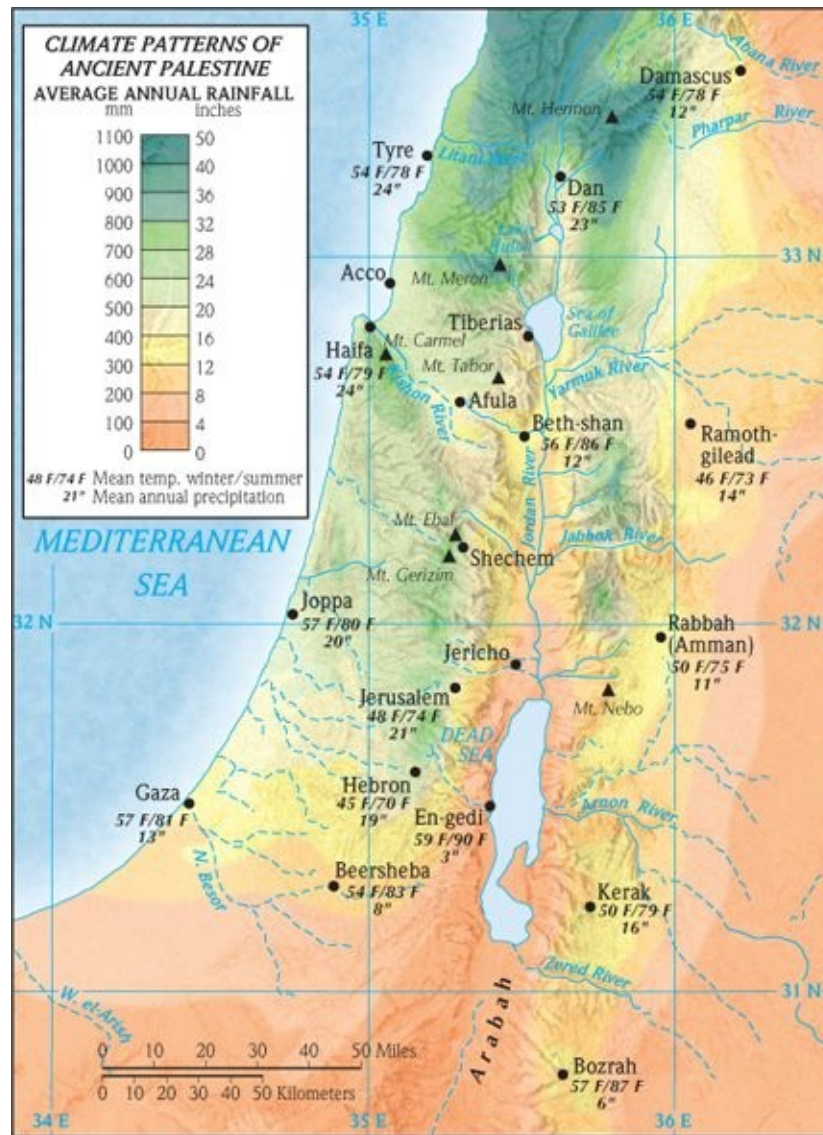 CLIMATE PATTERNS OF
ANCIENT PALESTINE
AVERAGE ANNUAL RAINFALL
mm inches
1100 50
1000 40
900 36
800 32
700 28
600 24
500 20
400 16
300 12
200 8
100 4
0 0
48 F/74 F Mean temp. winter/summer
21" Mean annual precipitation
35 E
36 E
Abana River
Damascus
54 F/78 F
12"
Mt. Hermon
Pharpar River
Tyre
54 F/78 F
24"
Litani River
Dan
53 F/85 F
23"
33 N
Acco
Mt. Meron
Sea of
Galilee
Tiberias
Mt. Carmel
Haifa
54 F/79 F
24"
Mt. Tabor
Kishon River
Yarmuk River
Afula
Beth-shan
56 F/86 F
12"
Ramoth-
gilead
46 F/73 F
14"
Jordan River
Mt. Ebal
Shechem
Mt. Gerizim
Jabbok River
MEDITERRANEAN
SEA
Joppa
57 F/80 F
20"
32 N
32 N
Rabbah
(Amman)
50 F/75 F
11"
Jericho
Jerusalem
48 F/74 F
21"
Mt. Nebo
DEAD
SEA
Gaza
57 F/81 F
13"
Hebron
45 F/70 F
19"
En-gedi
59 F/90 F
3"
Arnon River
N. Besor
Beersheba
54 F/83 F
8"
Kerak
50 F/79 F
16"
Zered River
31 N
W. el-Arish
Arabah
0 10 20 30 40 50 Miles
0 10 20 30 40 50 Kilometers
Bozrah
57 F/87 F
6"
34 E
35 E
36 E